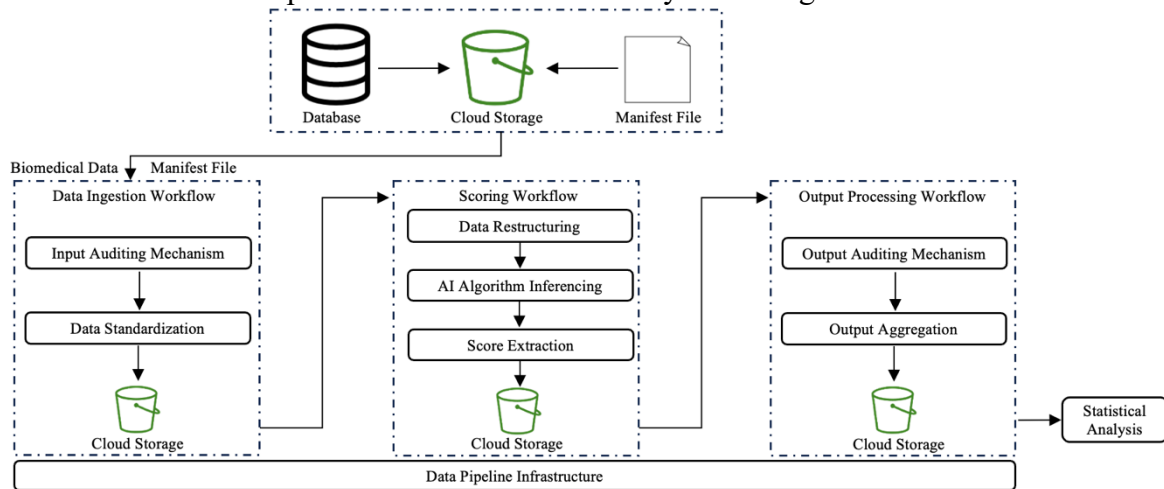 Database
Cloud Storage
Manifest File
Biomedical Data
Manifest File
Data Ingestion Workflow
Input Auditing Mechanism
Data Standardization
Cloud Storage
Scoring Workflow
Data Restructuring
AI Algorithm Inferencing
Score Extraction
Cloud Storage
Output Processing Workflow
Output Auditing Mechanism
Output Aggregation
Cloud Storage
Statistical
Analysis
Data Pipeline Infrastructure